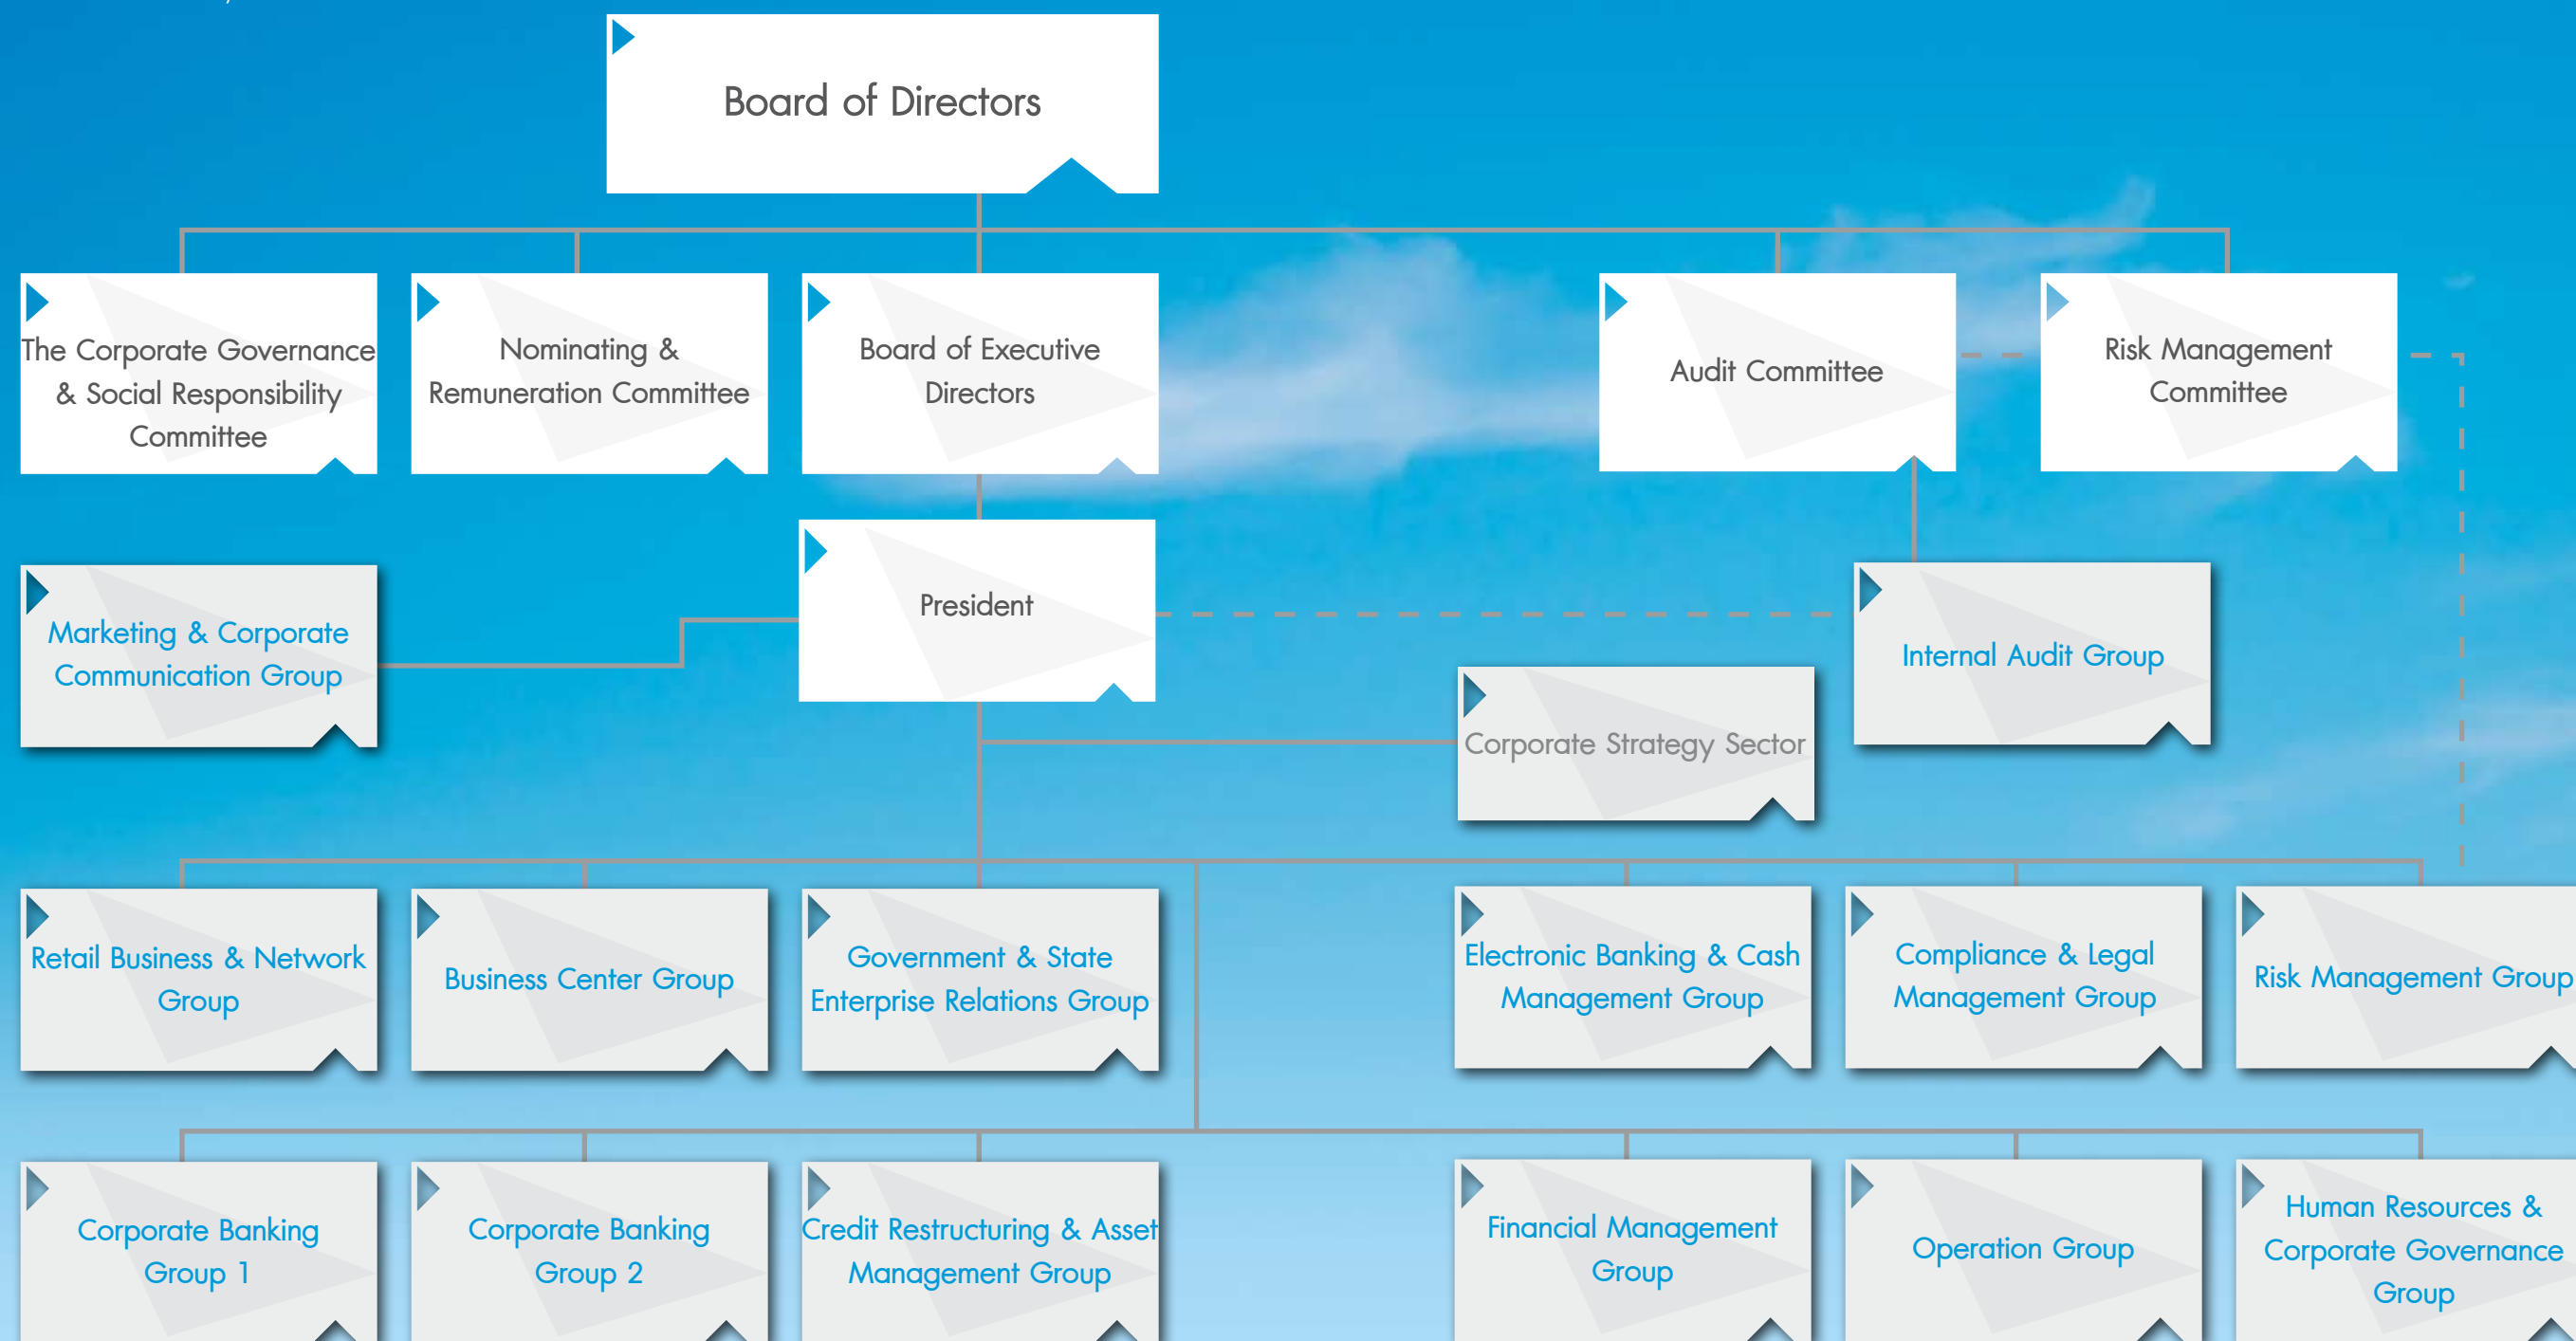 Board of Directors
The Corporate Governance
& Social Responsibility
Committee
Nominating &
Remuneration Committee
Board of Executive
Directors
Audit Committee
Risk Management
Committee
President
Marketing & Corporate
Communication Group
Internal Audit Group
Corporate Strategy Sector
Retail Business & Network
Group
Business Center Group
Government & State
Enterprise Relations Group
Electronic Banking & Cash
Management Group
Compliance & Legal
Management Group
Risk Management Group
Corporate Banking
Group 1
Corporate Banking
Group 2
Credit Restructuring & Asset
Management Group
Financial Management
Group
Operation Group
Human Resources &
Corporate Governance
Group